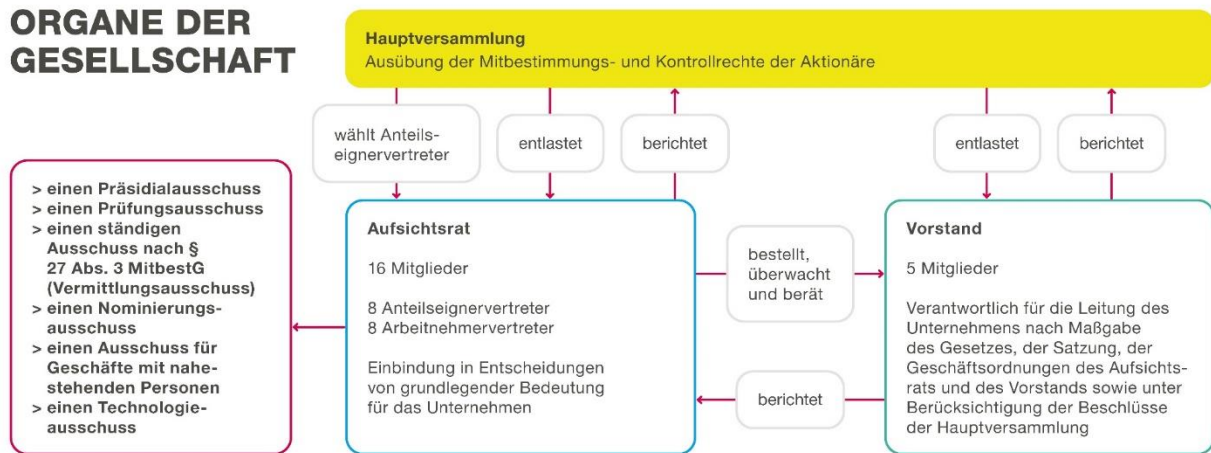 ORGANE DER
GESELLSCHAFT
Hauptversammlung
Ausübung der Mitbestimmungs- und Kontrollrechte der Aktionäre
wählt Anteils-
eignervertreter
entlastet
berichtet
entlastet
berichtet
> einen Präsidialausschuss
> einen Prüfungsausschuss
> einen ständigen
Ausschuss nach §
27 Abs. 3 MitbestG
(Vermittlungsausschuss)
> einen Nominierungs-
ausschuss
> einen Ausschuss für
Geschäfte mit nahe-
stehenden Personen
> einen Technologie-
ausschuss
Aufsichtsrat
16 Mitglieder
8 Anteilseignervertreter
8 Arbeitnehmervertreter
Einbindung in Entscheidungen
von grundlegender Bedeutung
für das Unternehmen
bestellt,
überwacht
und berät
berichtet
Vorstand
5 Mitglieder
Verantwortlich für die Leitung des
Unternehmens nach Maßgabe
des Gesetzes, der Satzung, der
Geschäftsordnungen des Aufsichts-
rats und des Vorstands sowie unter
Berücksichtigung der Beschlüsse
der Hauptversammlung